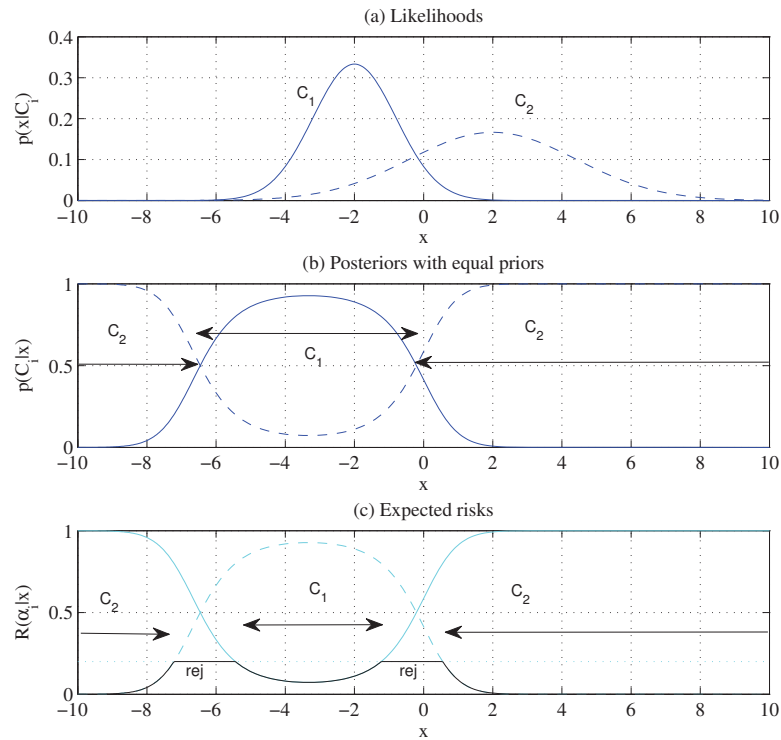 (a) Likelihoods
p(x|C_i)
0.4
0.3
0.2
0.1
0
C_1
C_2
−10 −8 −6 −4 −2 0 2 4 6 8 10
x
(b) Posteriors with equal priors
p(C_i|x)
1
0.5
0
C_2
C_1
C_2
−10 −8 −6 −4 −2 0 2 4 6 8 10
x
(c) Expected risks
R(α_i|x)
1
0.5
0
C_2
C_1
C_2
rej
rej
−10 −8 −6 −4 −2 0 2 4 6 8 10
x